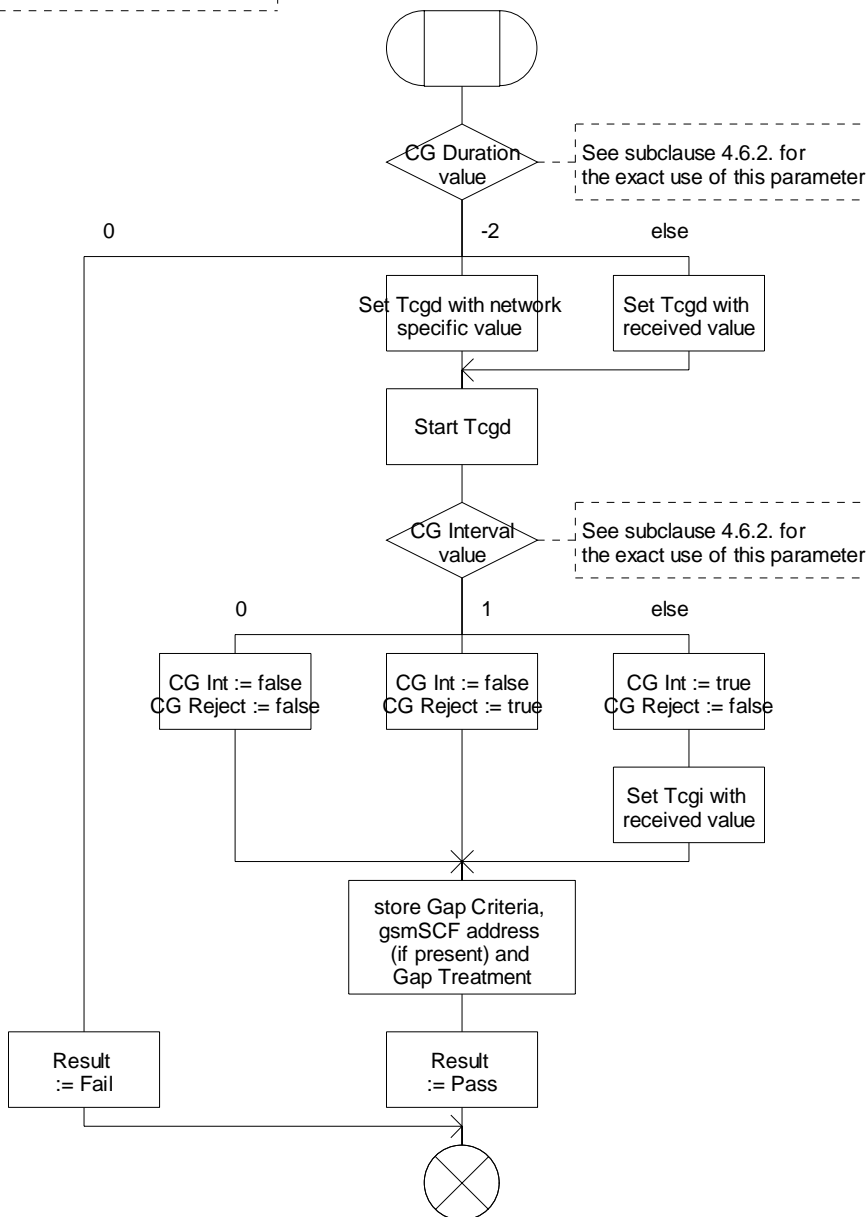 CG Duration
value
See subclause 4.6.2. for
the exact use of this parameter
0
-2
else
Set Tcgd with network
specific value
Set Tcgd with
received value
Start Tcgd
CG Interval
value
See subclause 4.6.2. for
the exact use of this parameter
0
1
else
CG Int := false
CG Reject := false
CG Int := false
CG Reject := true
CG Int := true
CG Reject := false
Set Tcgi with
received value
store Gap Criteria,
gsmSCF address
(if present) and
Gap Treatment
Result
:= Fail
Result
:= Pass